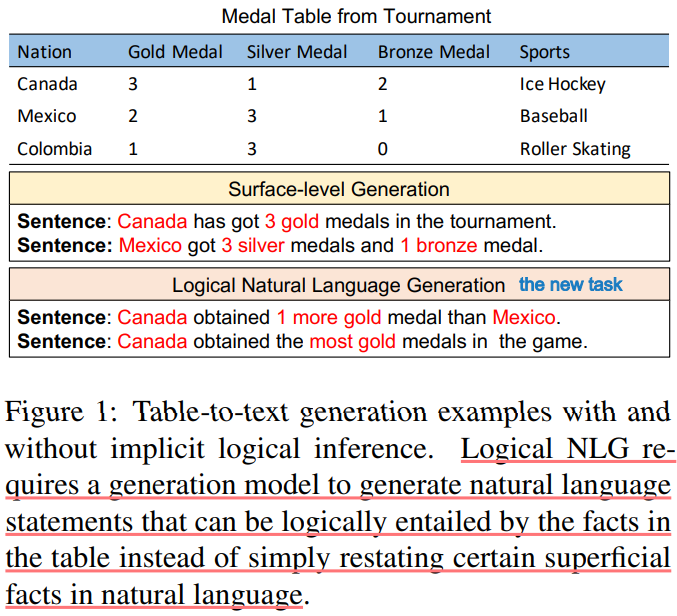 Medal Table from Tournament
Nation Gold Medal Silver Medal Bronze Medal Sports
Canada 3 1 2 Ice Hockey
Mexico 2 3 1 Baseball
Colombia 1 3 0 Roller Skating
Surface-level Generation
Sentence: Canada has got 3 gold medals in the tournament.
Sentence: Mexico got 3 silver medals and 1 bronze medal.
Logical Natural Language Generation the new task
Sentence: Canada obtained 1 more gold medal than Mexico.
Sentence: Canada obtained the most gold medals in the game.
Figure 1: Table-to-text generation examples with and
without implicit logical inference. Logical NLG re-
quires a generation model to generate natural language
statements that can be logically entailed by the facts in
the table instead of simply restating certain superficial
facts in natural language.